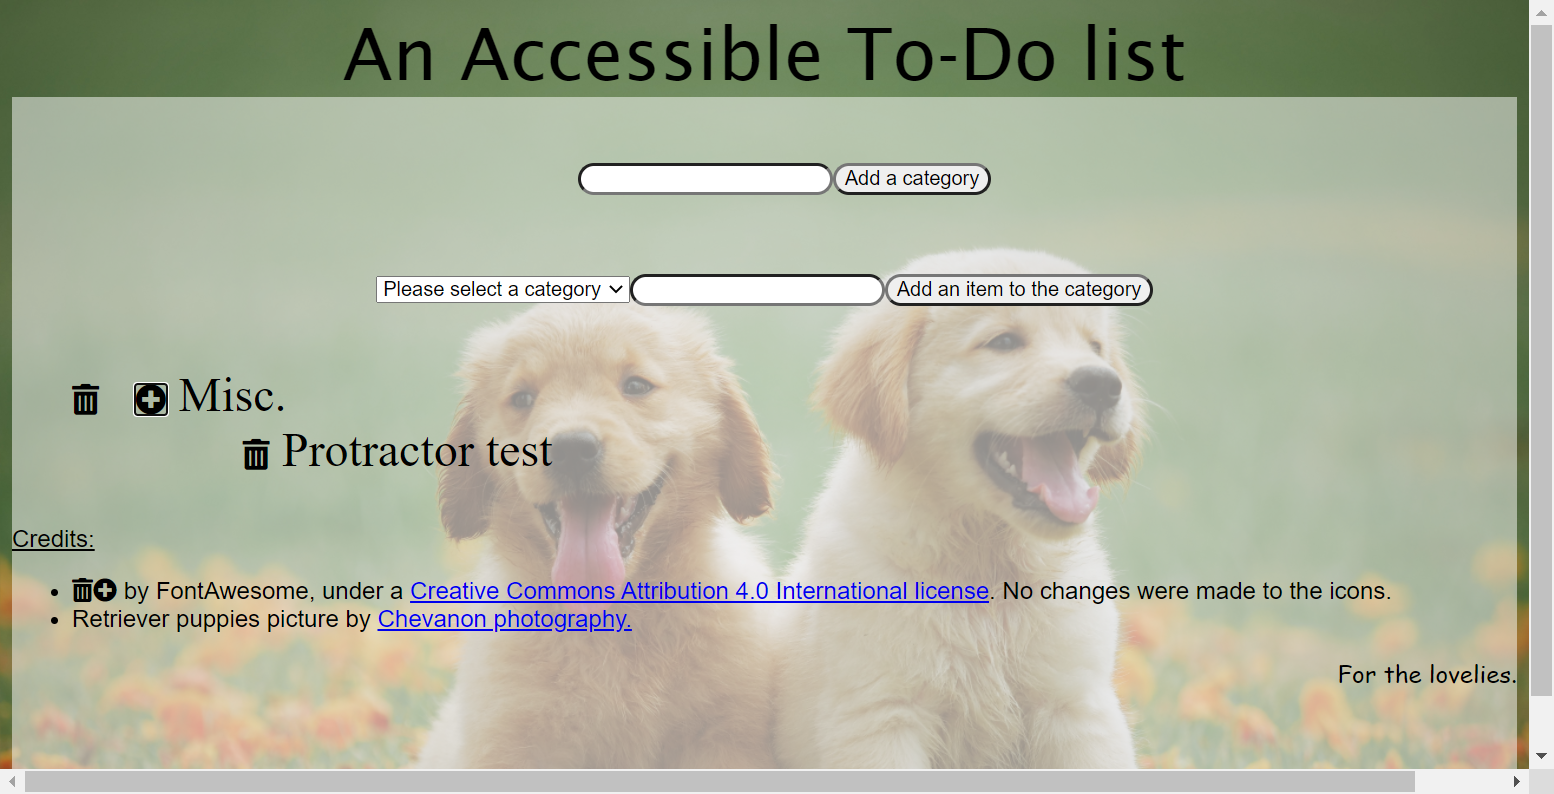 An Accessible To-Do list
Add a category
Please select a category Add an item to the category
Misc.
Protractor test
Credits:
by FontAwesome, under a Creative Commons Attribution 4.0 International license. No changes were made to the icons.
Retriever puppies picture by Chevanon photography.
For the lovelies.